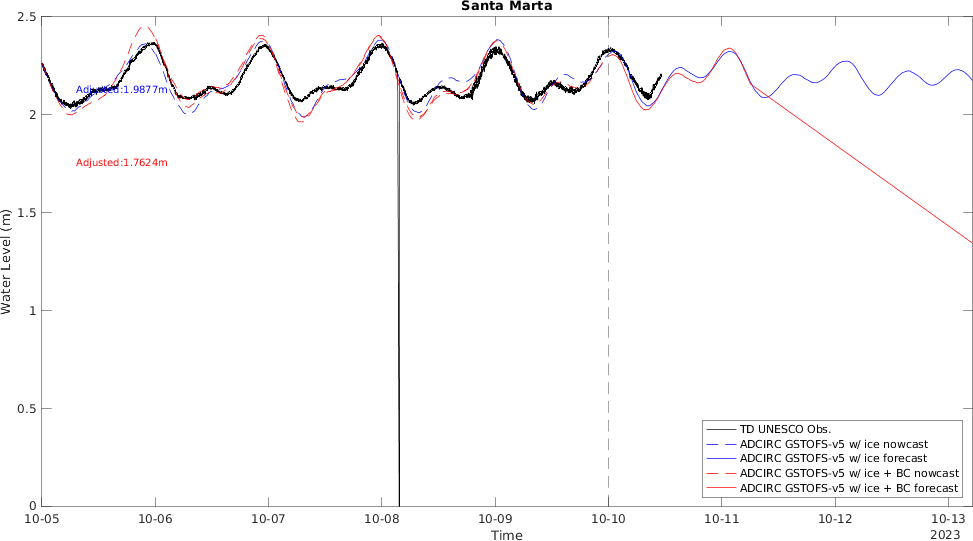 Santa Marta
2.5
2
1.5
1
0.5
0
Water Level (m)
Adjusted:1.9877m
Adjusted:1.7624m
TD UNESCO Obs.
ADCIRC GSTOFS-v5 w/ ice nowcast
ADCIRC GSTOFS-v5 w/ ice forecast
ADCIRC GSTOFS-v5 w/ ice + BC nowcast
ADCIRC GSTOFS-v5 w/ ice + BC forecast
10-05 10-06 10-07 10-08 10-09 10-10 10-11 10-12 10-13
Time
2023